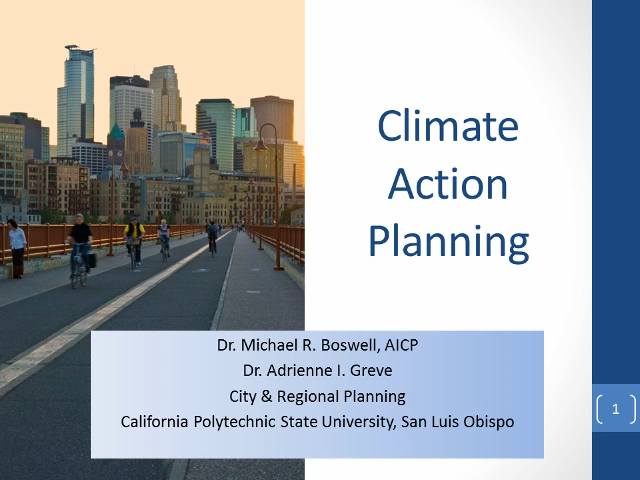 Climate
Action
Planning
Dr. Michael R. Boswell, AICP
Dr. Adrienne I. Greve
City & Regional Planning
California Polytechnic State University, San Luis Obispo
1